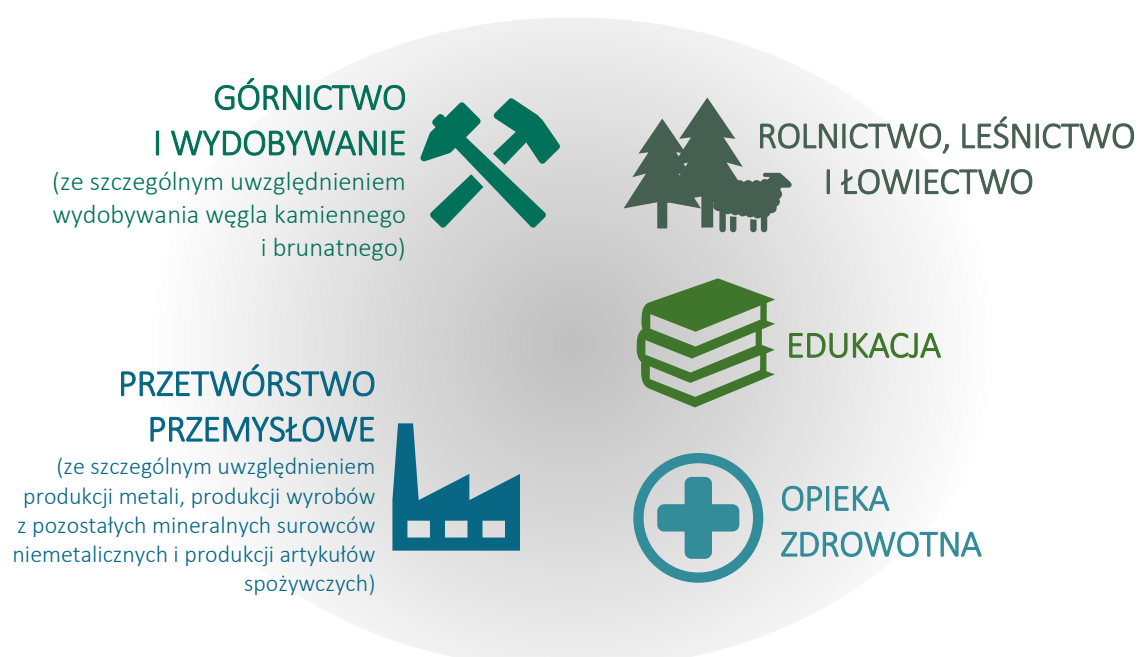 GÓRNICTWO
I WYDOBYWANIE
(ze szczególnym uwzględnieniem
wydobywania węgla kamiennego
i brunatnego)
ROLNICTWO, LEŚNICTWO
I ŁOWIECTWO
EDUKACJA
PRZETWÓRSTWO
PRZEMYSŁOWE
(ze szczególnym uwzględnieniem
produkcji metali, produkcji wyrobów
z pozostałych mineralnych surowców
niemetalicznych i produkcji artykułów
spożywczych)
OPIEKA
ZDROWOTNA